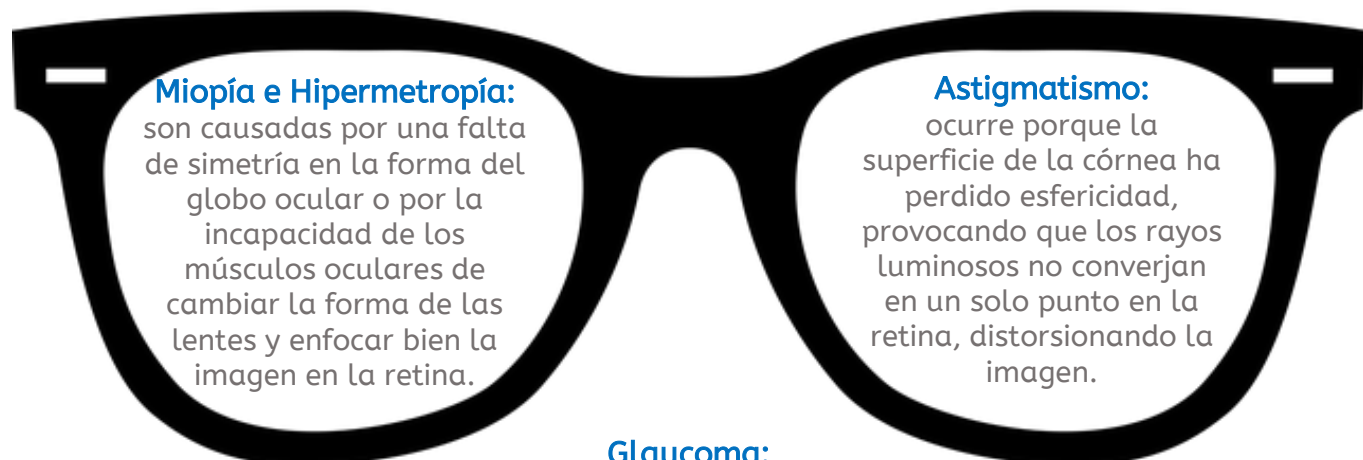 Miopía e Hipermetropía:
son causadas por una falta
de simetría en la forma del
globo ocular o por la
incapacidad de los
músculos oculares de
cambiar la forma de las
lentes y enfocar bien la
imagen en la retina.
Astigmatismo:
ocurre porque la
superficie de la córnea ha
perdido esfericidad,
provocando que los rayos
luminosos no converjan
en un solo punto en la
retina, distorsionando la
imagen.
Glaucoma: